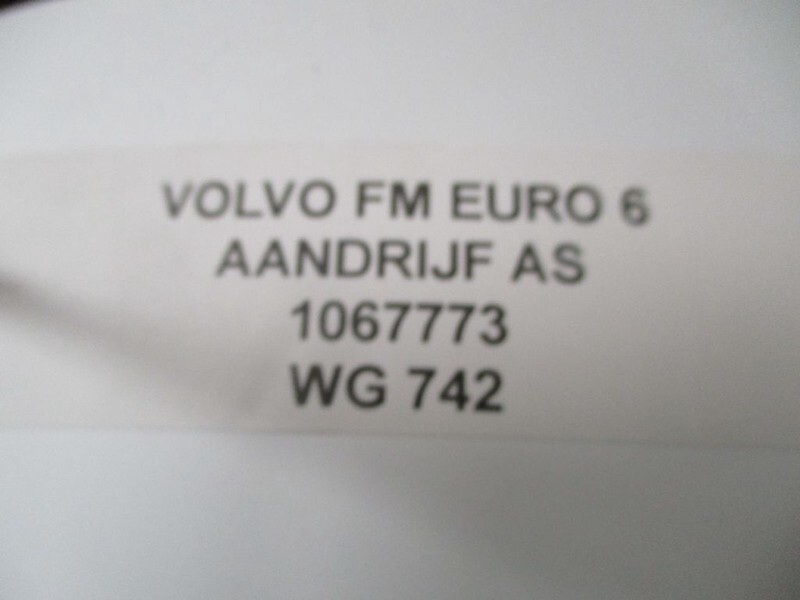 VOLVO FM EURO 6
AANDRIJF AS
1067773
WG 742